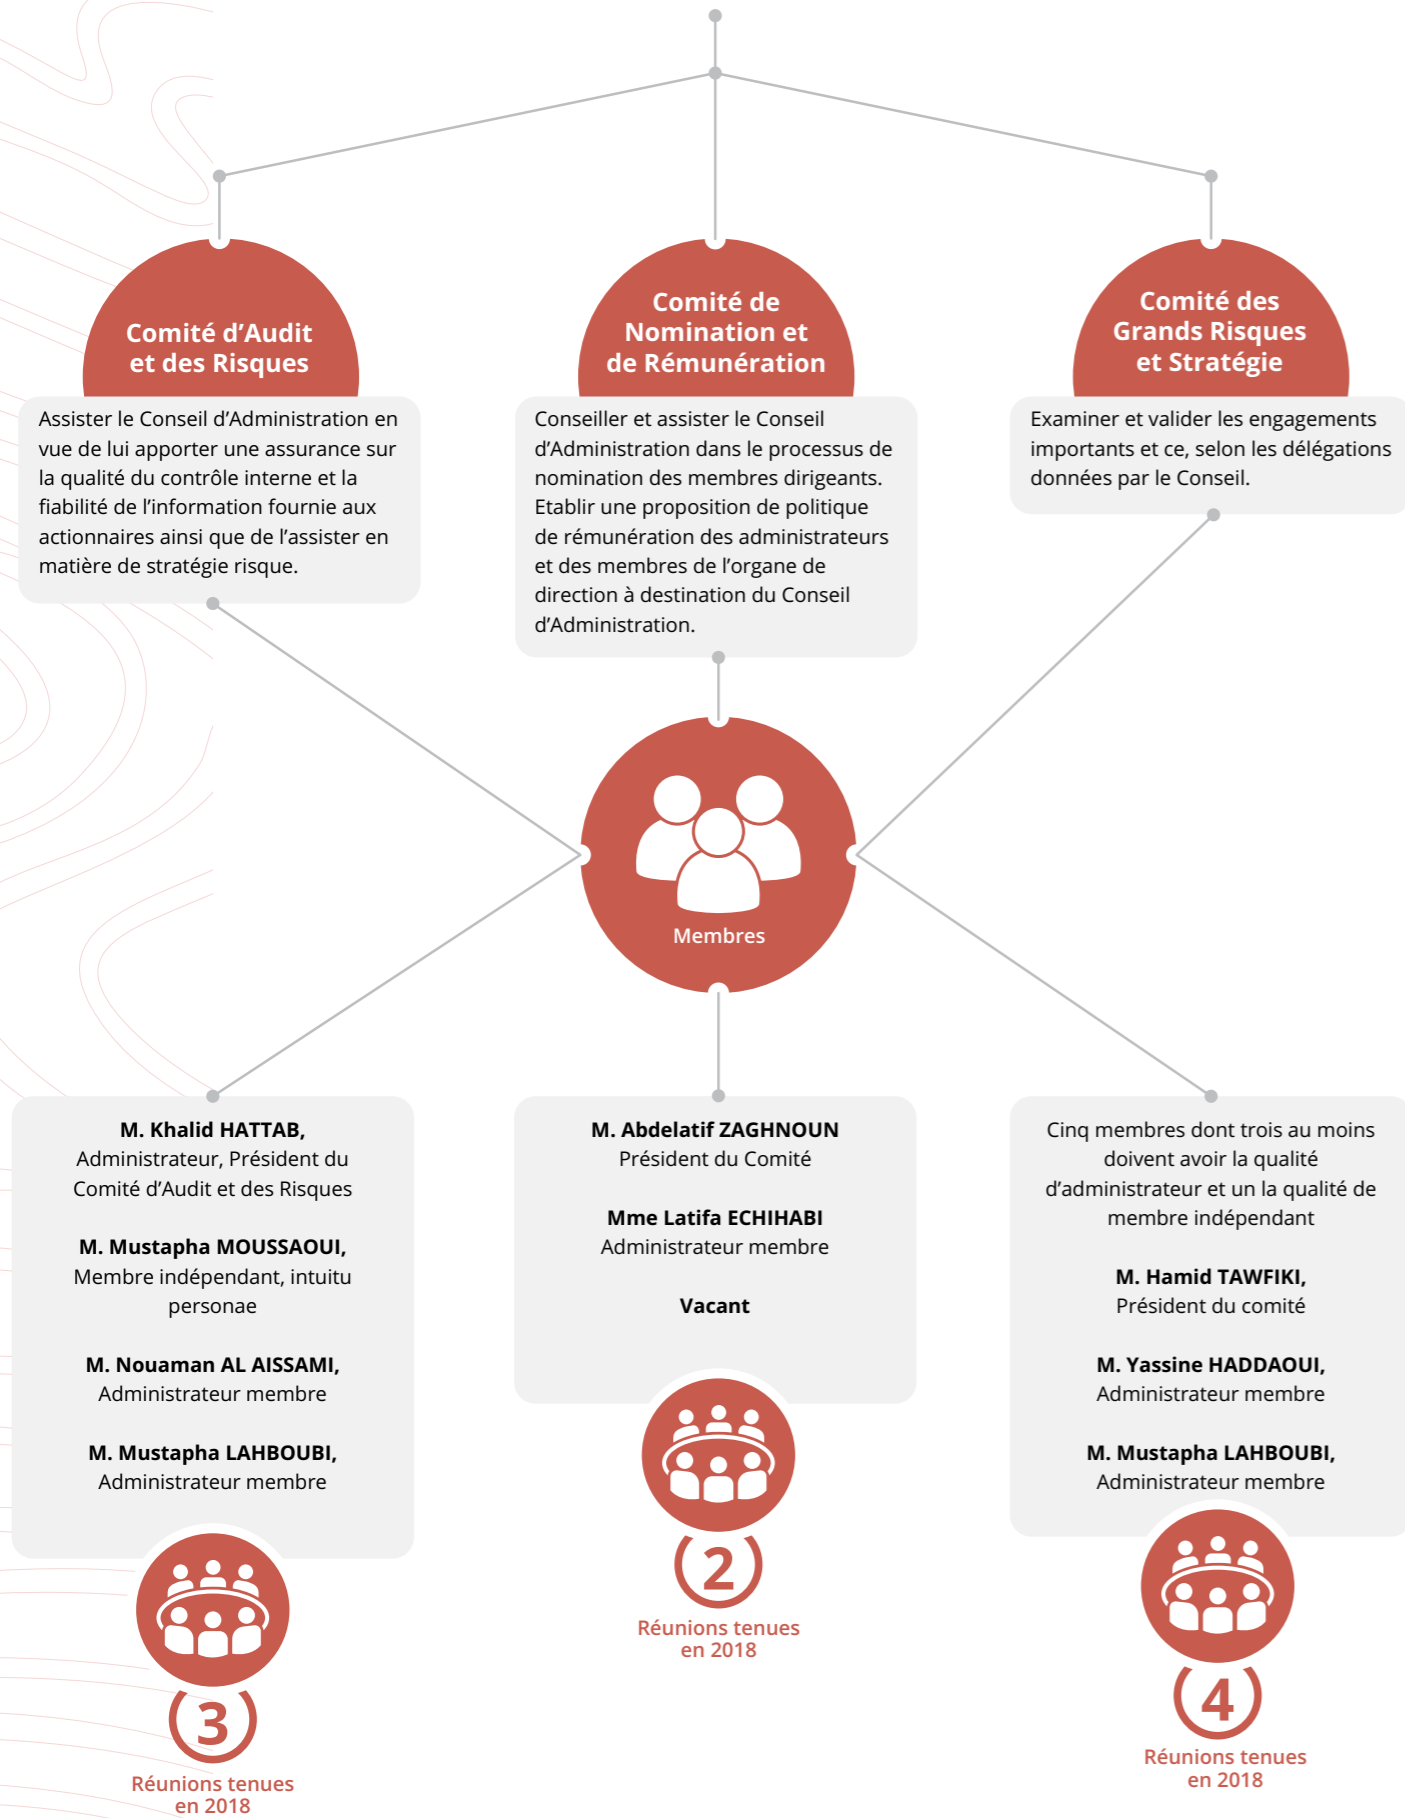 Comité d’Audit
et des Risques
Assister le Conseil d’Administration en
vue de lui apporter une assurance sur
la qualité du contrôle interne et la
fiabilité de l’information fournie aux
actionnaires ainsi que de l’assister en
matière de stratégie risque.
Comité de
Nomination et
de Rémunération
Conseiller et assister le Conseil
d’Administration dans le processus de
nomination des membres dirigeants.
Etablir une proposition de politique
de rémunération des administrateurs
et des membres de l’organe de
direction à destination du Conseil
d’Administration.
Comité des
Grands Risques
et Stratégie
Examiner et valider les engagements
importants et ce, selon les délégations
données par le Conseil.
Membres
M. Khalid HATTAB,
Administrateur, Président du
Comité d’Audit et des Risques
M. Mustapha MOUSSAOUI,
Membre indépendant, intuitu
personae
M. Nouaman AL AISSAMI,
Administrateur membre
M. Mustapha LAHBOUBI,
Administrateur membre
3
Réunions tenues
en 2018
M. Abdelatif ZAGHNOUN
Président du Comité
Mme Latifa ECHIHABI
Administrateur membre
Vacant
2
Réunions tenues
en 2018
Cinq membres dont trois au moins
doivent avoir la qualité
d’administrateur et un la qualité de
membre indépendant
M. Hamid TAWFIKI,
Président du comité
M. Yassine HADDAOUI,
Administrateur membre
M. Mustapha LAHBOUBI,
Administrateur membre
4
Réunions tenues
en 2018